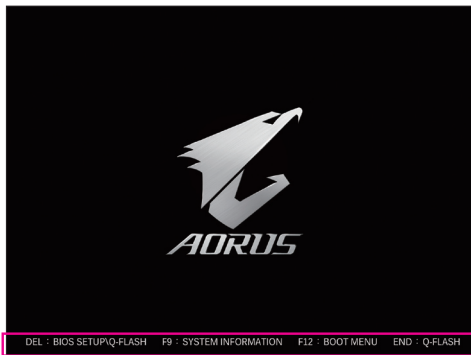 AORUS
DEL : BIOS SETUP\Q-FLASH F9 : SYSTEM INFORMATION F12 : BOOT MENU END : Q-FLASH